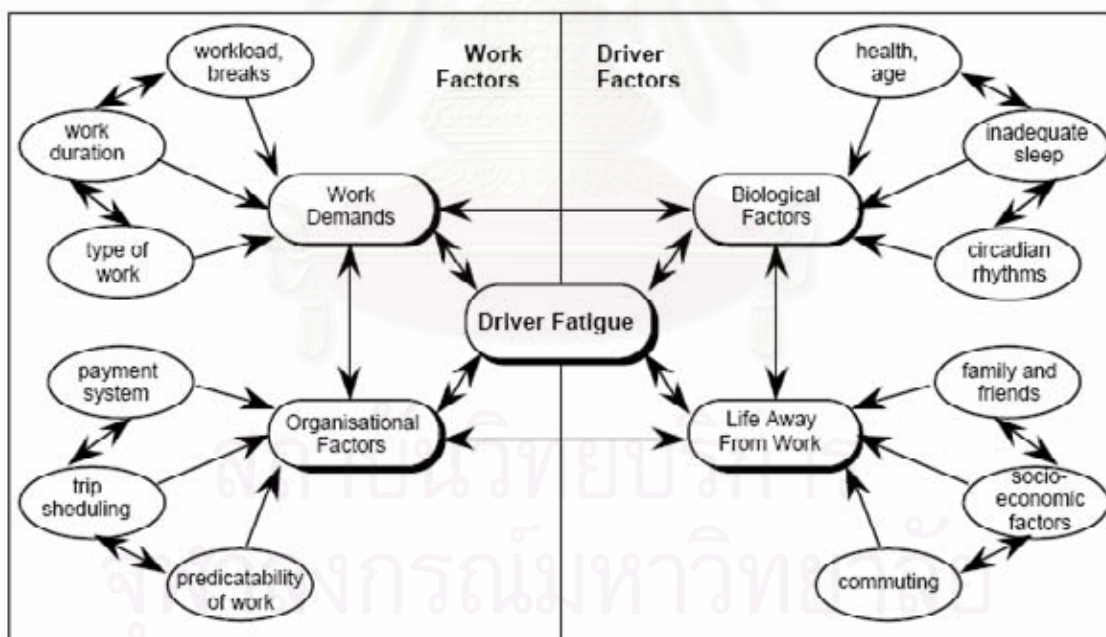 Work
Factors
Driver
Factors
workload,
breaks
work
duration
type of
work
Work
Demands
payment
system
trip
sheduling
predicatability
of work
Organisational
Factors
Driver Fatigue
health,
age
inadequate
sleep
circadian
rhythms
Biological
Factors
family and
friends
socio-
economic
factors
commuting
Life Away
From Work
สถาบันวิทยบริการ
จุฬาลงกรณ์มหาวิทยาลัย